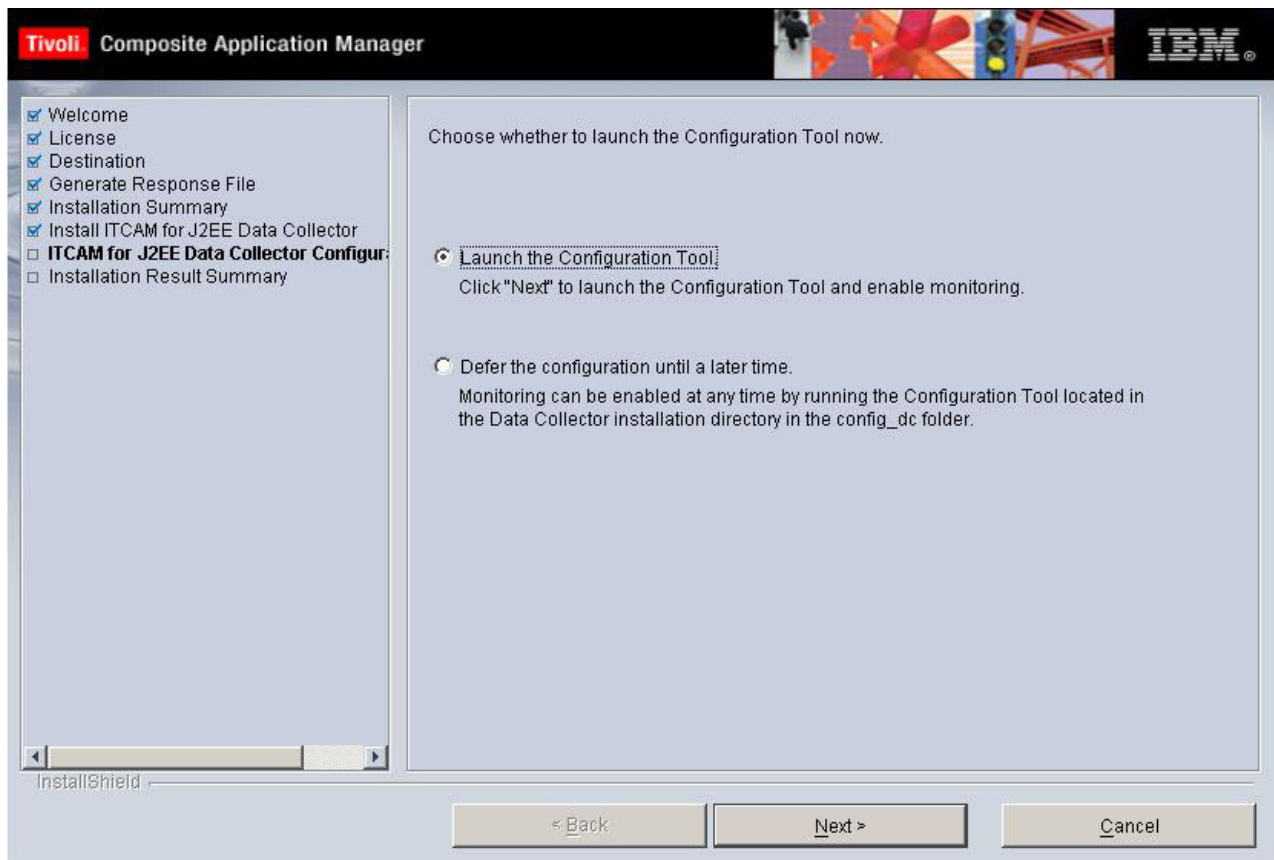 Tivoli. Composite Application Manager
IBM®
Welcome
License
Destination
Generate Response File
Installation Summary
Install ITCAM for J2EE Data Collector
ITCAM for J2EE Data Collector Configur
Installation Result Summary
Choose whether to launch the Configuration Tool now.
Launch the Configuration Tool.
Click "Next" to launch the Configuration Tool and enable monitoring.
Defer the configuration until a later time.
Monitoring can be enabled at any time by running the Configuration Tool located in
the Data Collector installation directory in the config_dc folder.
InstallShield
< Back
Next >
Cancel